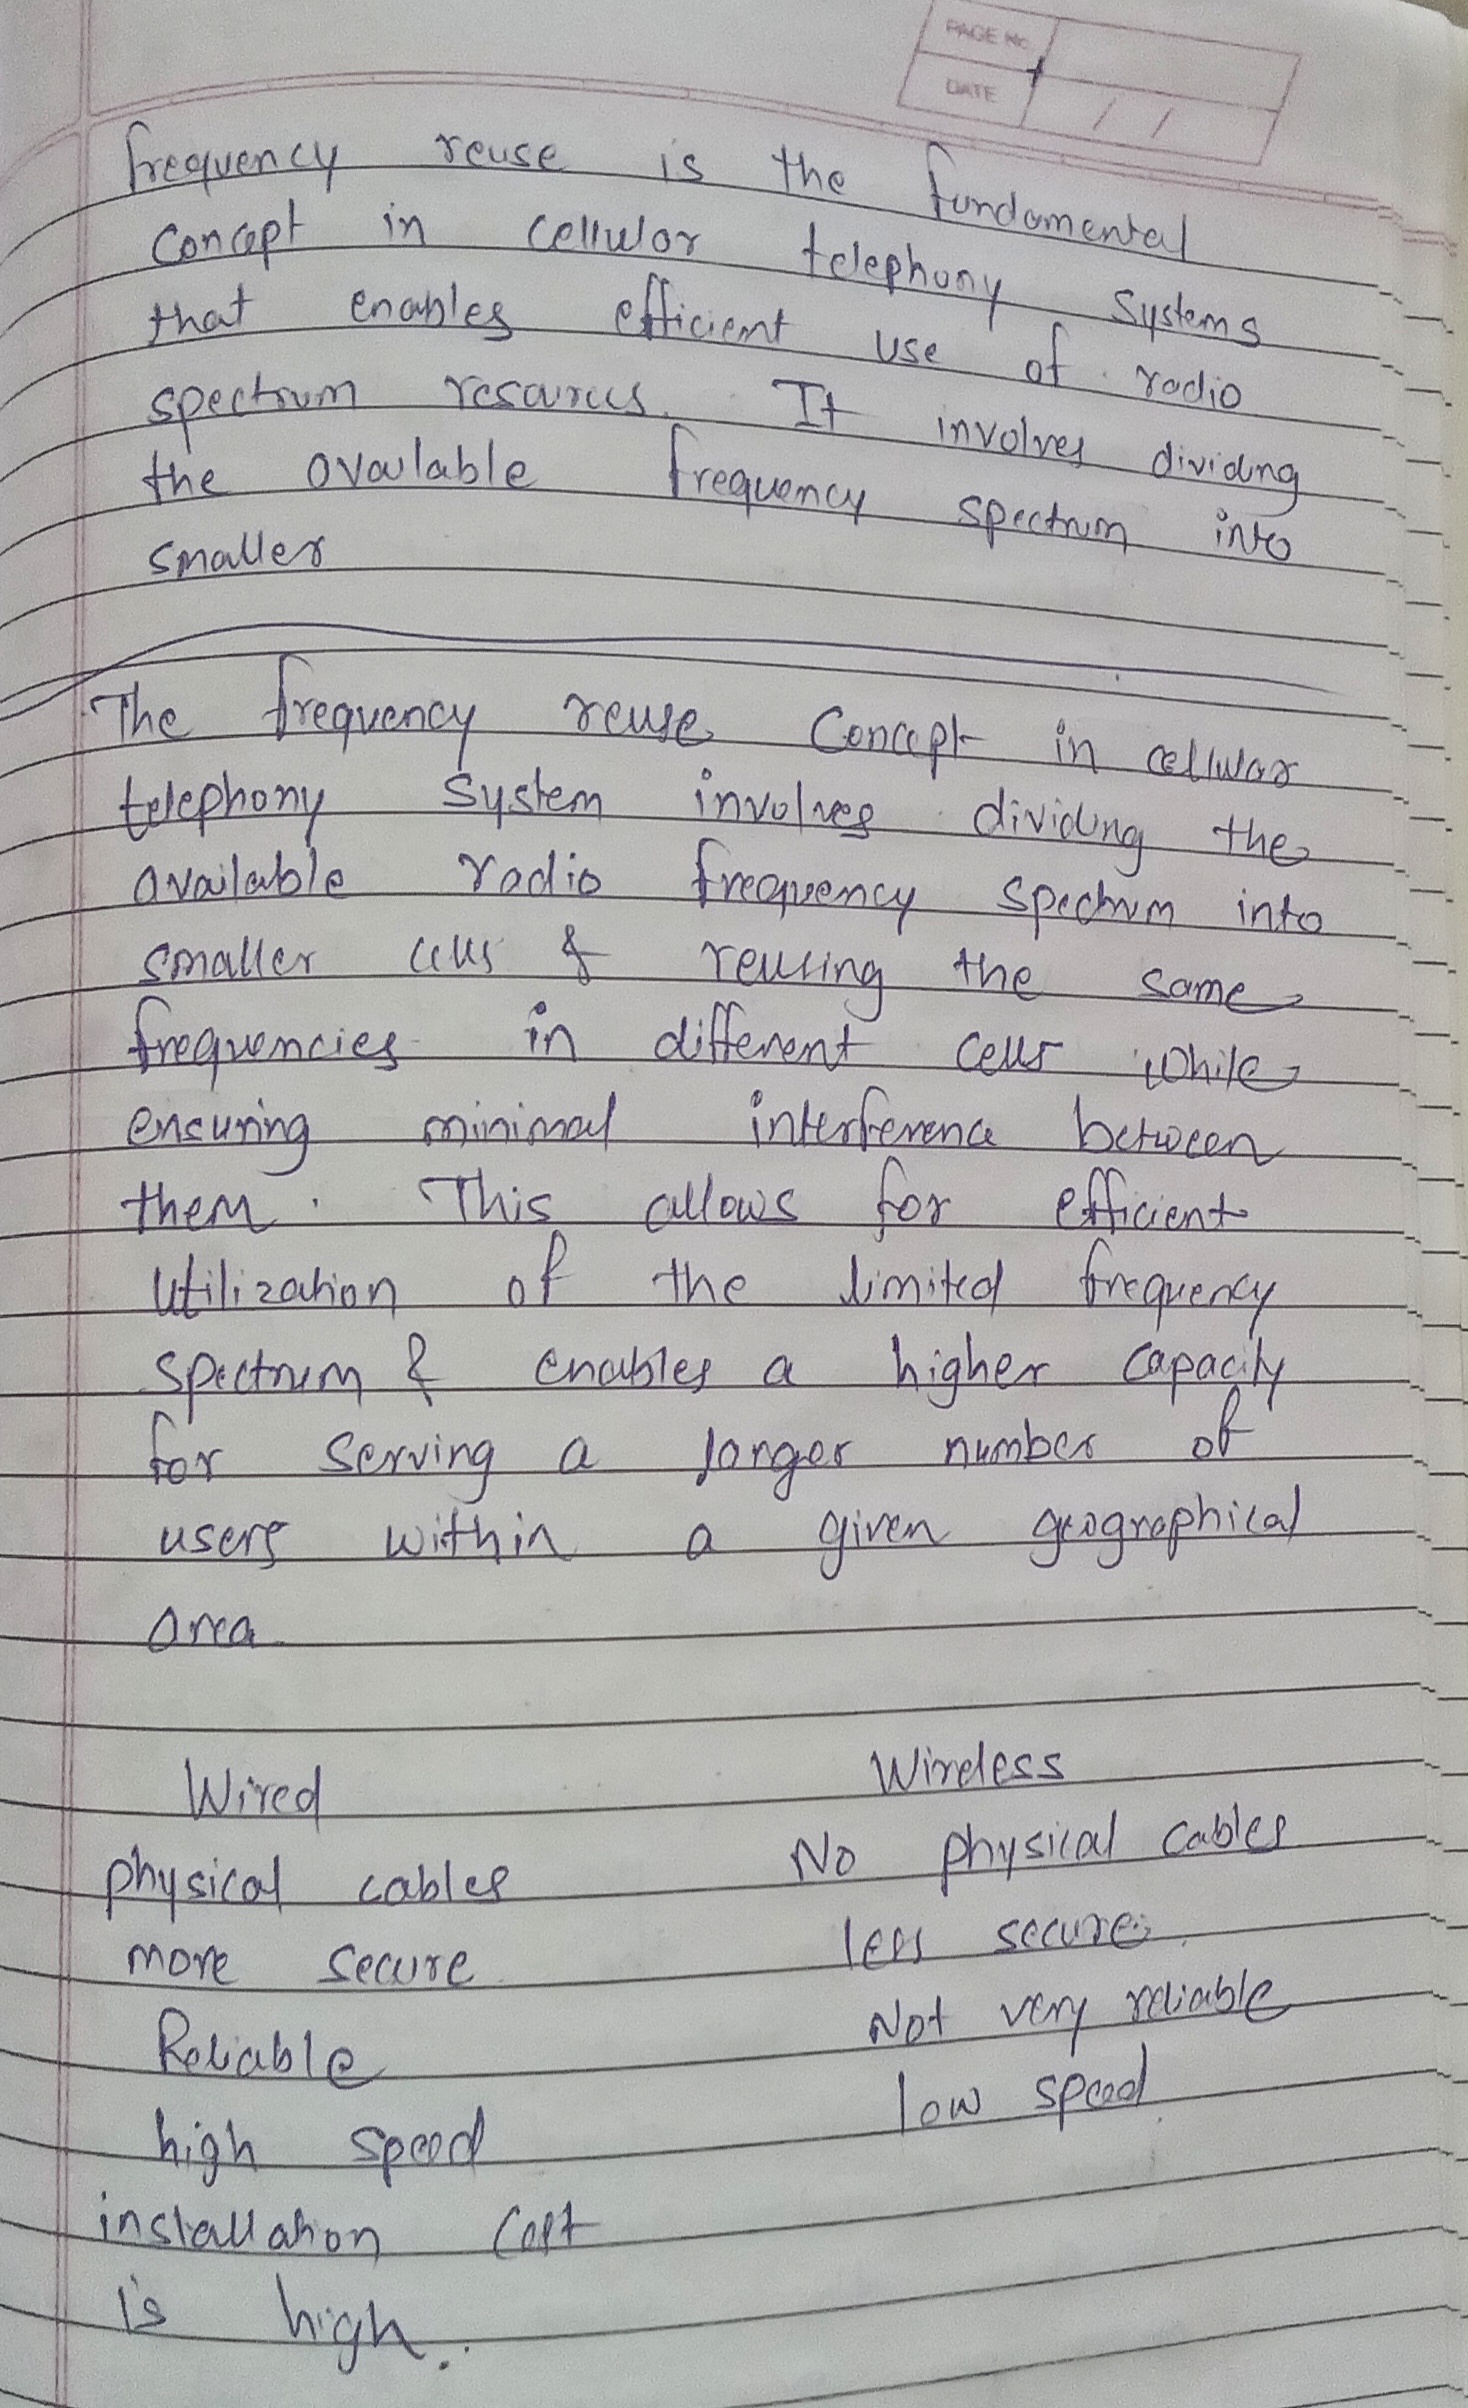 PAGE No.
DATE / /
frequency reuse is the fundamental
Concept in cellular telephony Systems
that enables efficient use of radio
spectrum resources. It involves dividing
the available frequency spectrum into
smaller
The frequency reuse Concept in cellular
telephony System involves dividing the
available radio frequency spectrum into
smaller cells & reusing the same
frequencies in different cells while
ensuring minimal interference between
them. This allows for efficient
utilization of the limited frequency
spectrum & enables a higher capacity
for serving a larger number of
users within a given geographical
area
Wired Wireless
physical cables No physical cables
more secure less secure.
Reliable Not very reliable
high speed low speed
installation cost
is high.